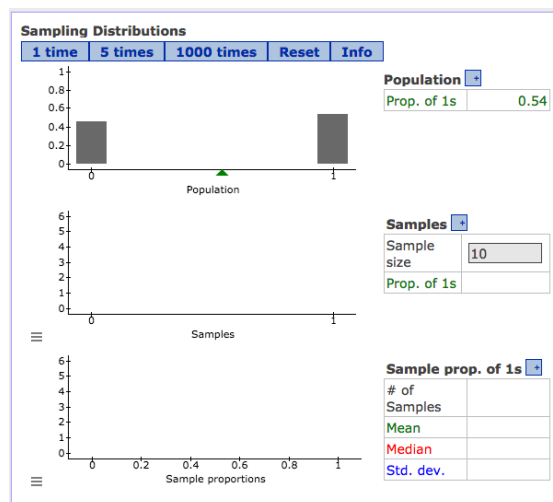 Sampling Distributions
1 time 5 times 1000 times Reset Info
1
0.8
0.6
0.4
0.2
0
0 1
Population
Population +
Prop. of 1s 0.54
6
5
4
3
2
1
0
0 1
Samples
Samples +
Sample
size
10
Prop. of 1s
6
5
4
3
2
1
0
0 0.2 0.4 0.6 0.8 1
Sample proportions
Sample prop. of 1s +
# of
Samples
Mean
Median
Std. dev.